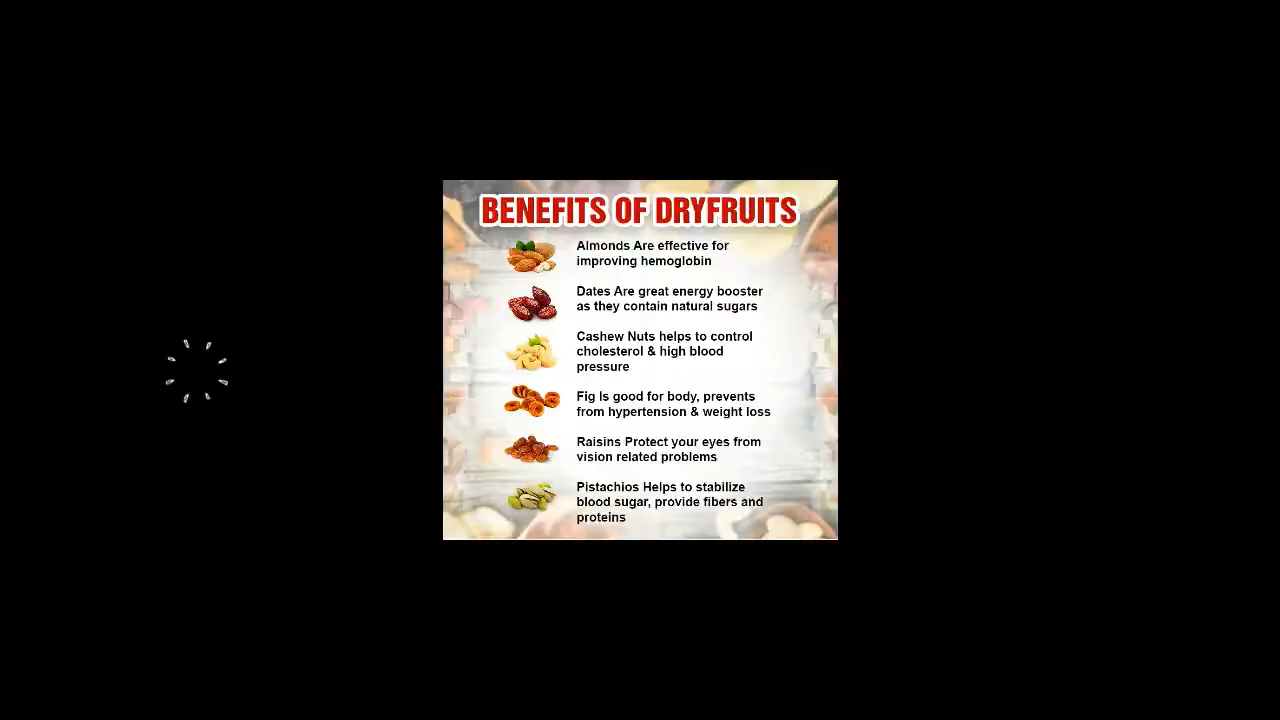 BENEFITS OF DRYFRUITS
Almonds Are effective for
improving hemoglobin
Dates Are great energy booster
as they contain natural sugars
Cashew Nuts helps to control
cholesterol & high blood
pressure
Fig Is good for body, prevents
from hypertension & weight loss
Raisins Protect your eyes from
vision related problems
Pistachios Helps to stabilize
blood sugar, provide fibers and
proteins